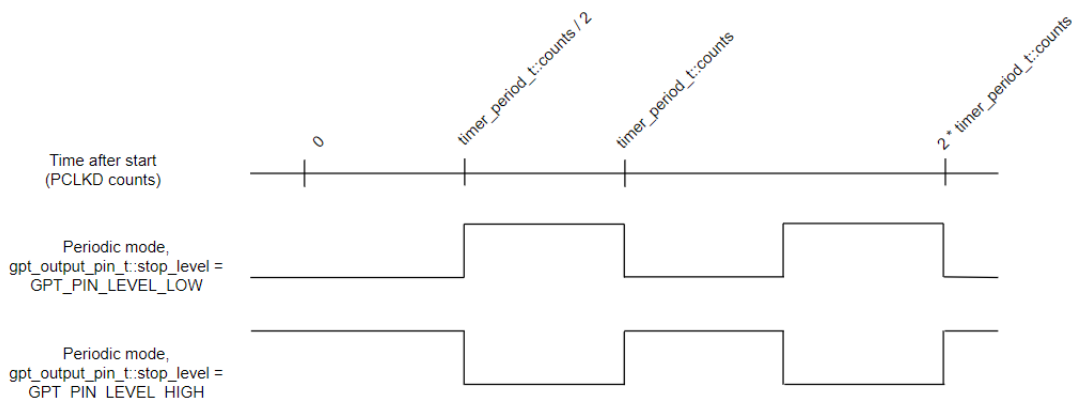 timer_period_t::counts / 2
timer_period_t::counts
2 * timer_period_t::counts
0
Time after start
(PCLKD counts)
Periodic mode,
gpt_output_pin_t::stop_level =
GPT_PIN_LEVEL_LOW
Periodic mode,
gpt_output_pin_t::stop_level =
GPT_PIN_LEVEL_HIGH